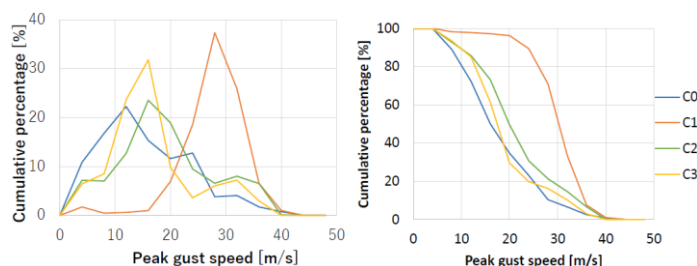 Cumulative percentage [%]
40
30
20
10
0
0 10 20 30 40 50
Peak gust speed [m/s]
Cumulative percentage [%]
100
80
60
40
20
0
0 10 20 30 40 50
Peak gust speed [m/s]
C0
C1
C2
C3